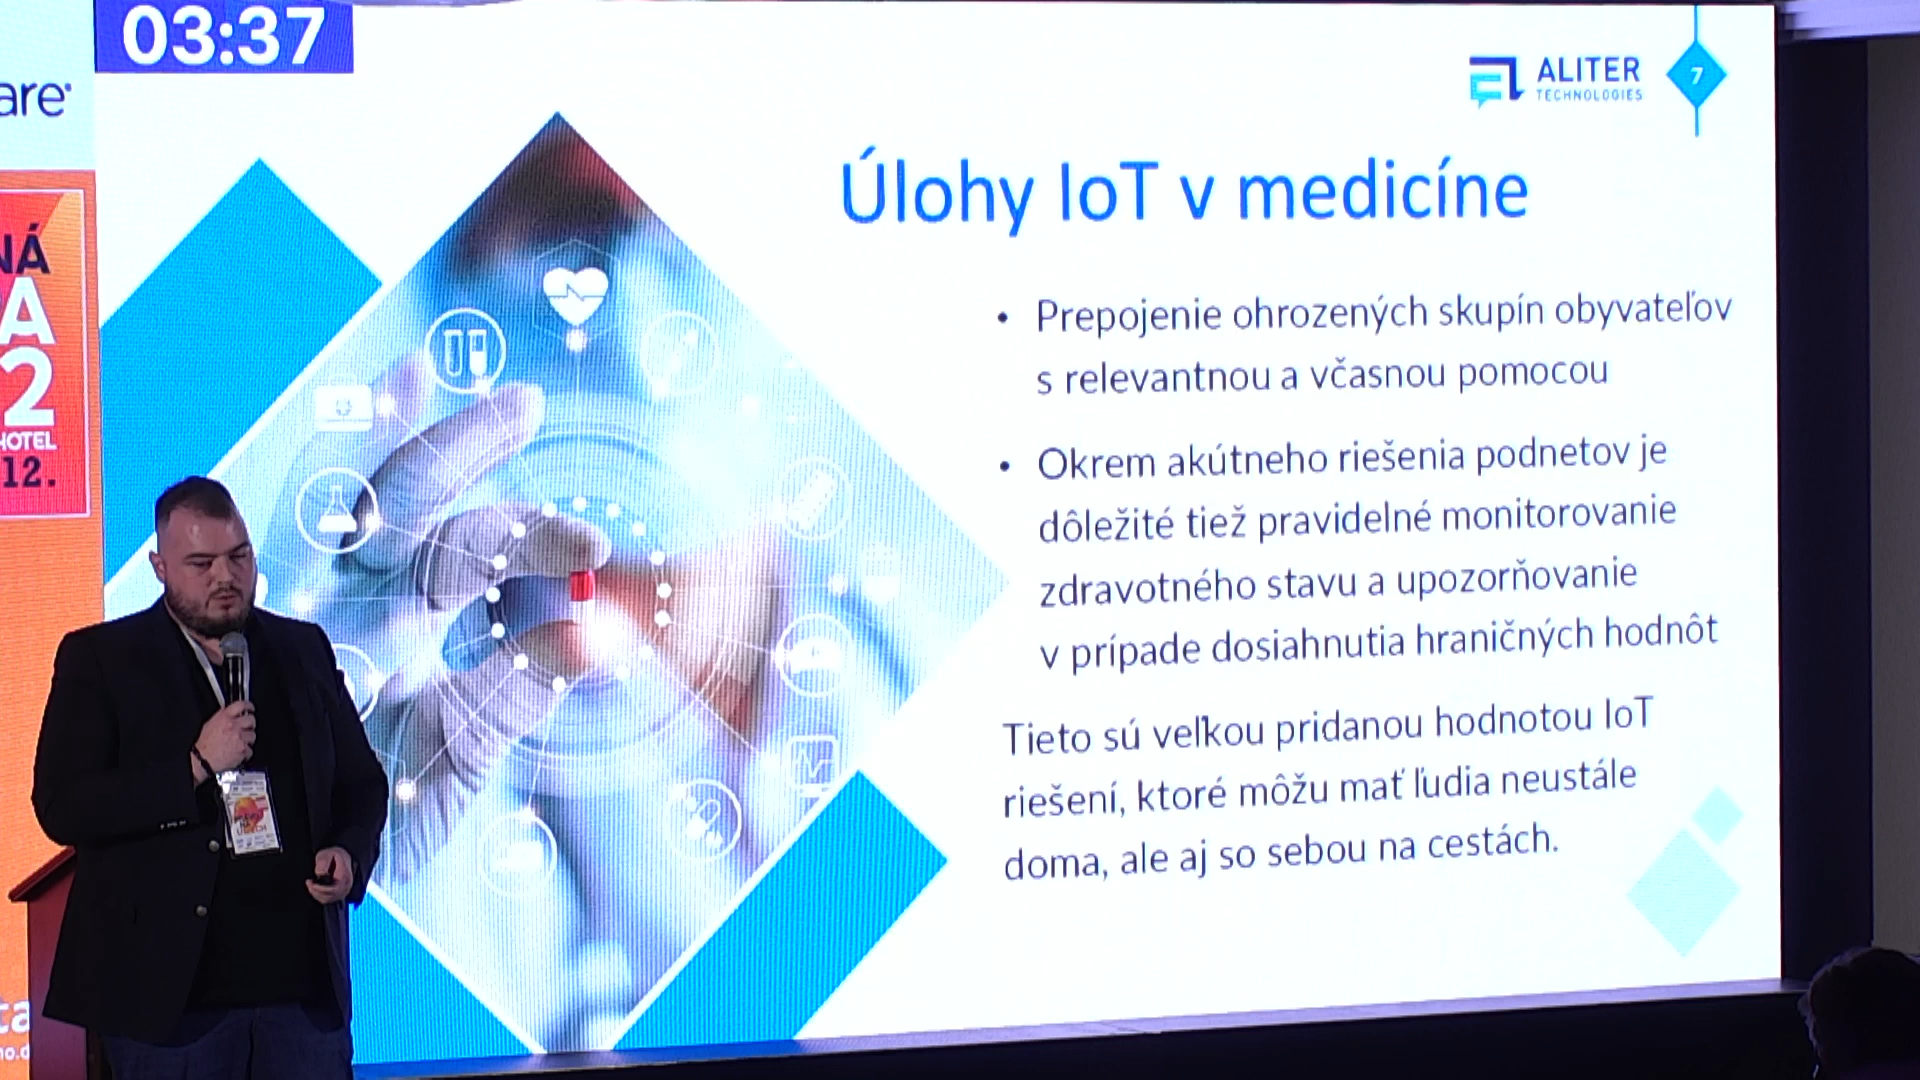 03:37
are
ALITER
TECHNOLOGIES
7
NÁ
A
2
HOTEL
12.
Úlohy IoT v medicíne
• Prepojenie ohrozených skupín obyvateľov
s relevantnou a včasnou pomocou
• Okrem akútneho riešenia podnetov je
dôležité tiež pravidelné monitorovanie
zdravotného stavu a upozorňovanie
v prípade dosiahnutia hraničných hodnôt
Tieto sú veľkou pridanou hodnotou IoT
riešení, ktoré môžu mať ľudia neustále
doma, ale aj so sebou na cestách.